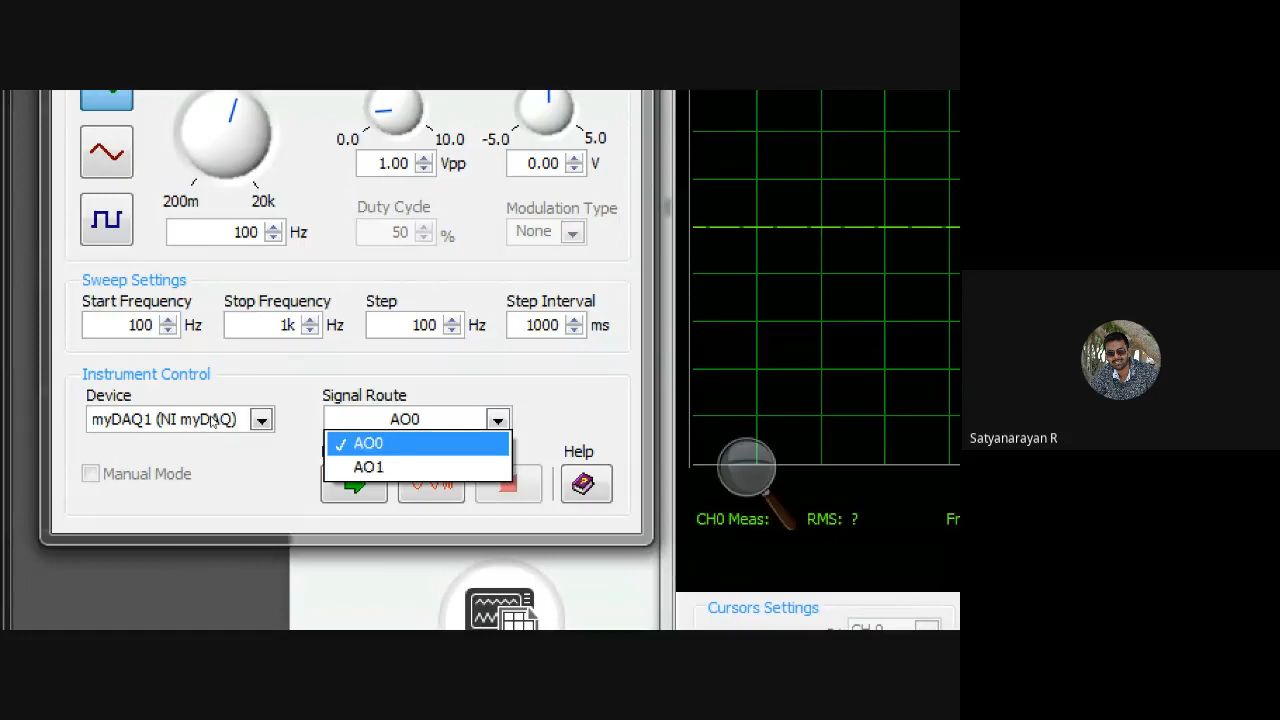 0.0 10.0 -5.0 5.0
1.00 Vpp 0.00 V
200m 20k
Duty Cycle Modulation Type
100 Hz 50 % None
Sweep Settings
Start Frequency Stop Frequency Step Step Interval
100 Hz 1k Hz 100 Hz 1000 ms
Instrument Control
Device Signal Route
myDAQ1 (NI myDAQ) AO0
✓ AO0
AO1
Help
Manual Mode
CH0 Meas: RMS: ? Fr
Cursors Settings
CH 0
Satyanarayan R